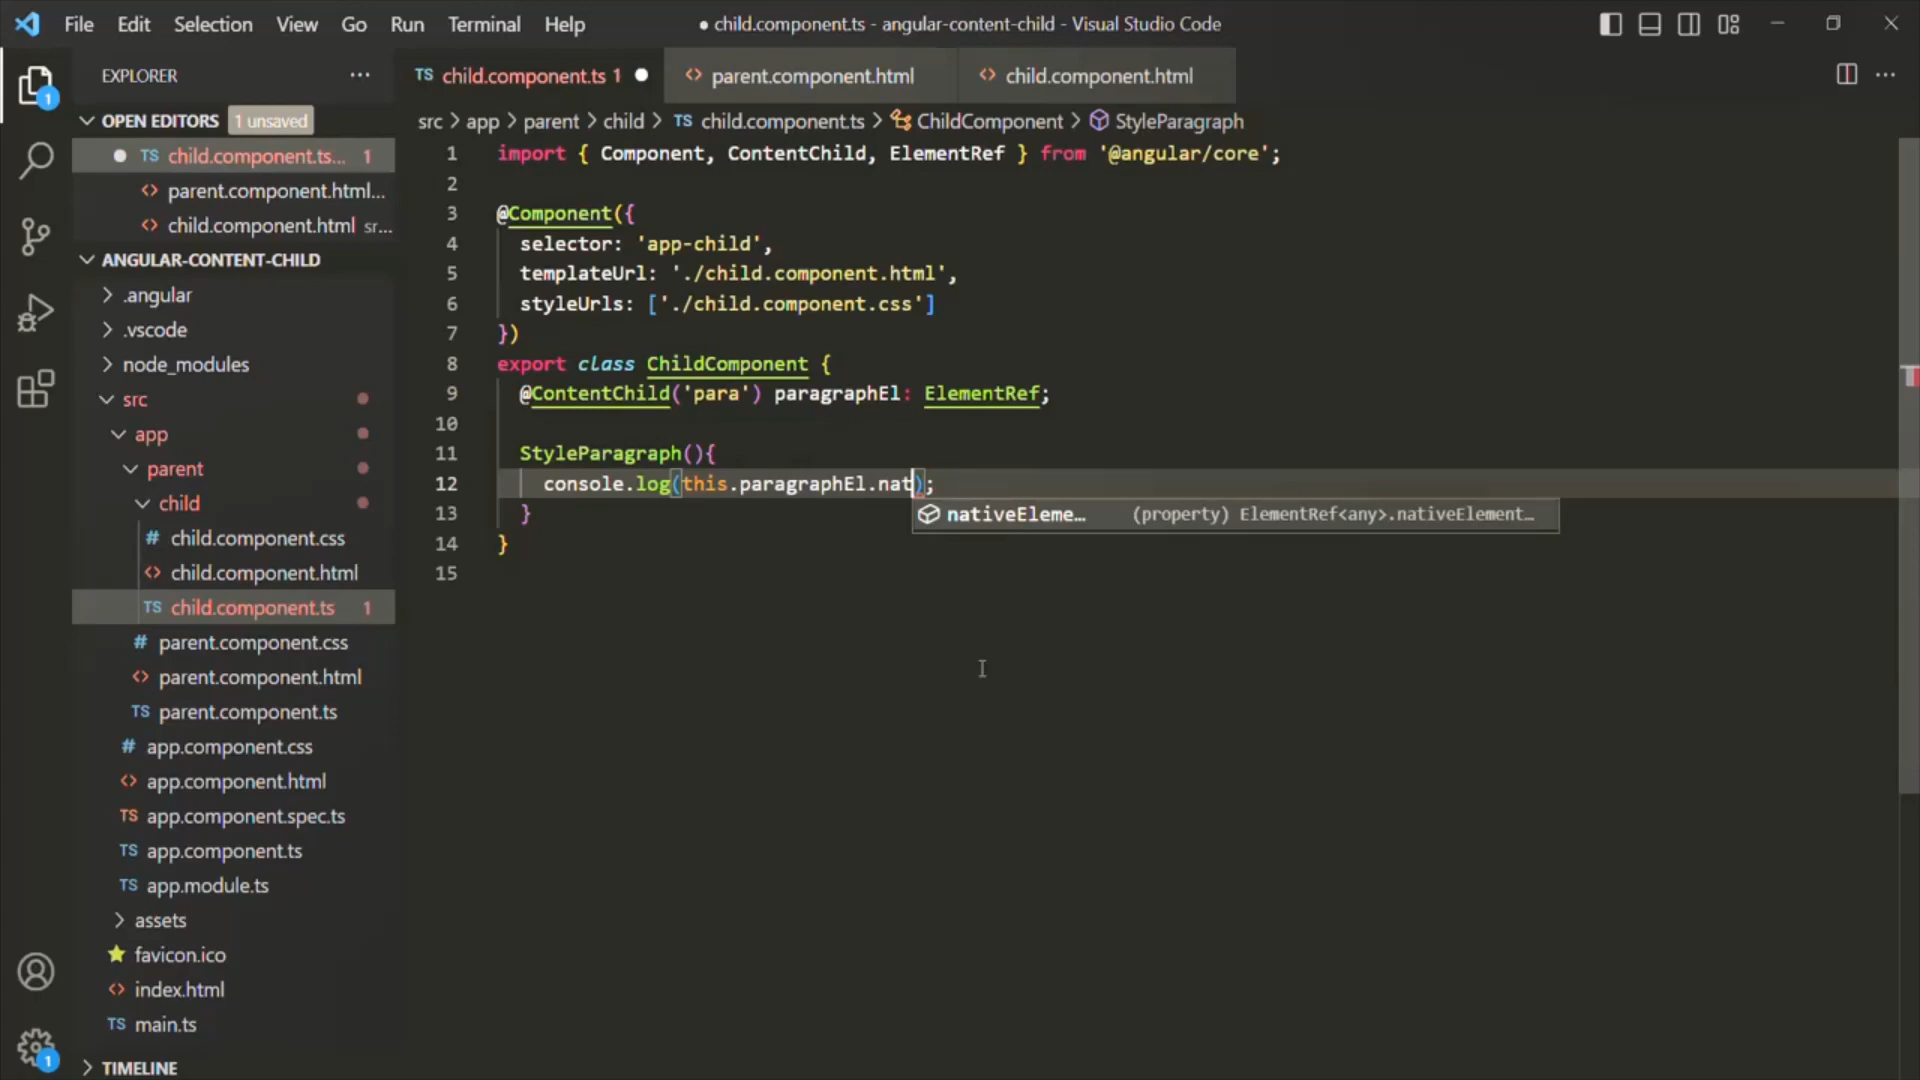 File Edit Selection View Go Run Terminal Help
● child.component.ts - angular-content-child - Visual Studio Code
EXPLORER
1
OPEN EDITORS 1 unsaved
TS child.component.ts... 1
<> parent.component.html...
<> child.component.html sr...
ANGULAR-CONTENT-CHILD
.angular
.vscode
node_modules
src
app
parent
child
# child.component.css
<> child.component.html
TS child.component.ts 1
# parent.component.css
<> parent.component.html
TS parent.component.ts
# app.component.css
<> app.component.html
TS app.component.spec.ts
TS app.component.ts
TS app.module.ts
assets
favicon.ico
<> index.html
TS main.ts
TIMELINE
1
TS child.component.ts 1 ●
<> parent.component.html
<> child.component.html
src > app > parent > child > TS child.component.ts > ChildComponent > StyleParagraph
1 import { Component, ContentChild, ElementRef } from '@angular/core';
2
3 @Component({
4 selector: 'app-child',
5 templateUrl: './child.component.html',
6 styleUrls: ['./child.component.css']
7 })
8 export class ChildComponent {
9 @ContentChild('para') paragraphEl: ElementRef;
10
11 StyleParagraph(){
12 console.log(this.paragraphEl.nat);
nativeEleme… (property) ElementRef<any>.nativeElement…
13 }
14 }
15